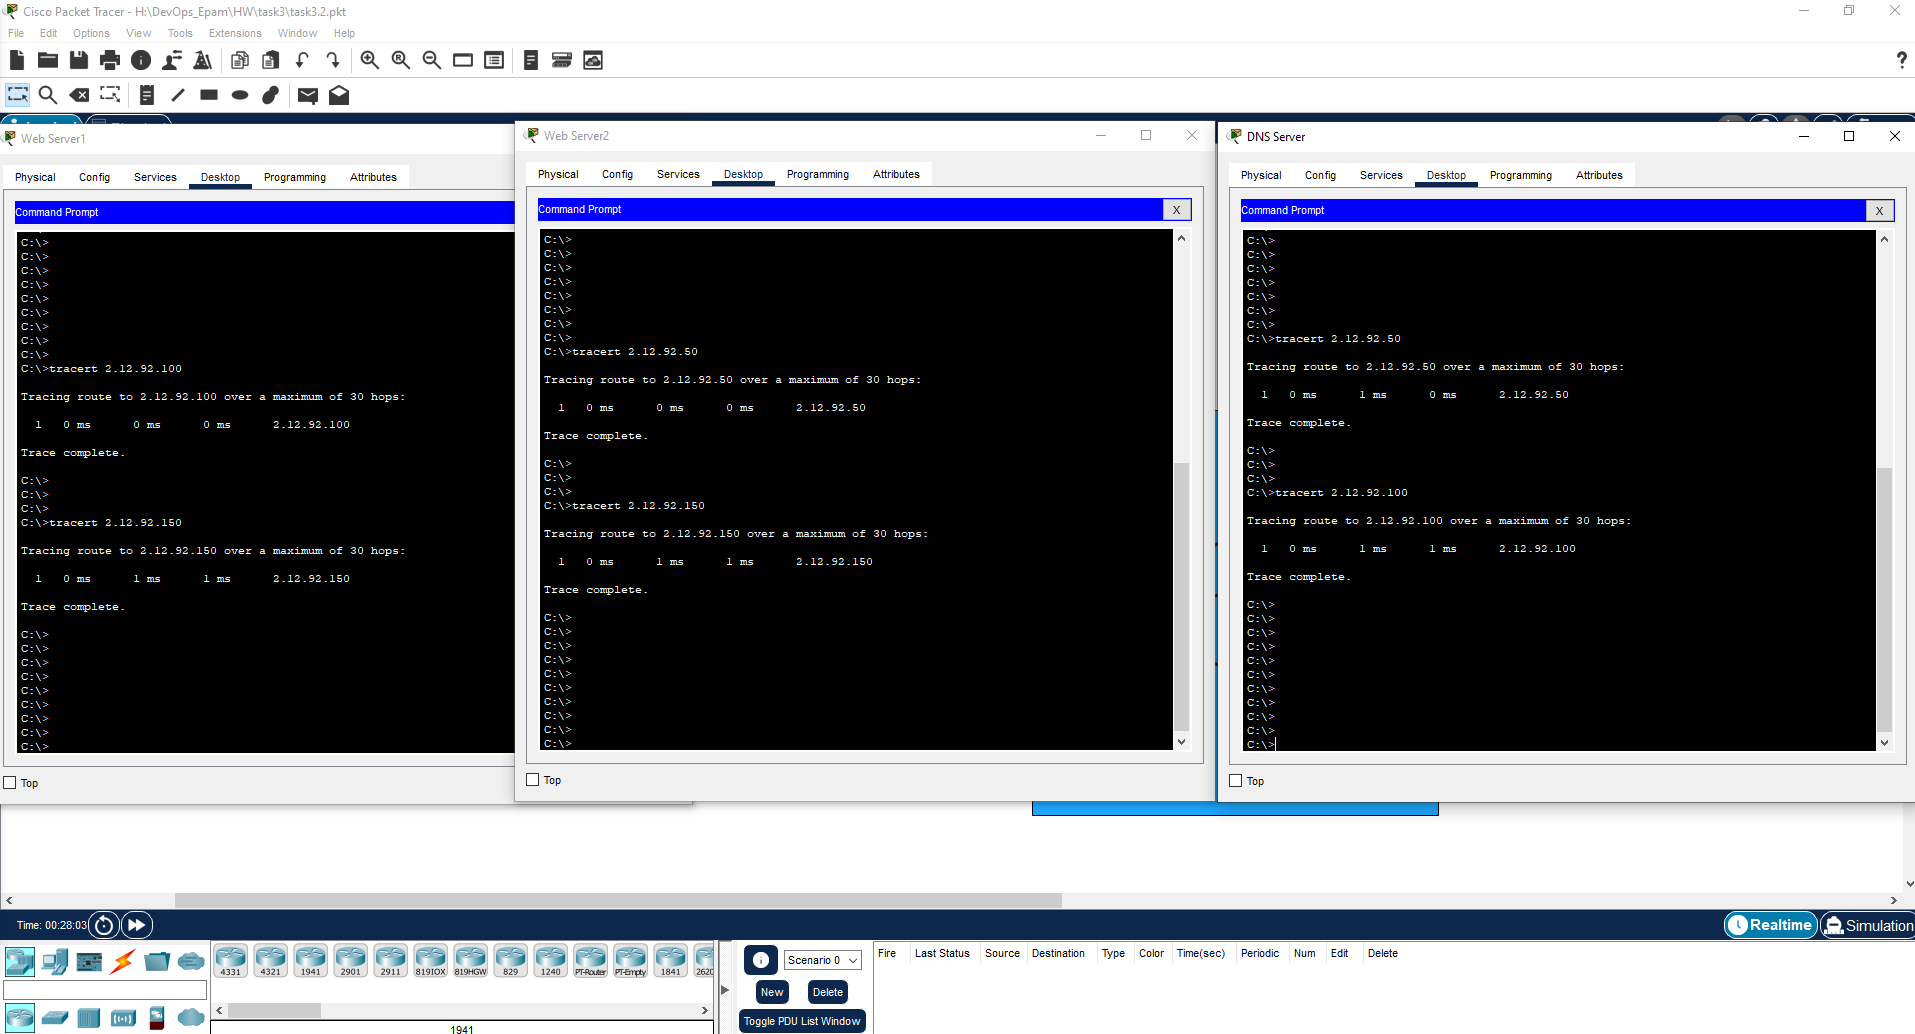 Cisco Packet Tracer - H:\DevOps_Epam\HW\task3\task3.2.pkt
File Edit Options View Tools Extensions Window Help
?
Web Server1
Physical Config Services Desktop Programming Attributes
Command Prompt
C:\>
C:\>
C:\>
C:\>
C:\>
C:\>
C:\>
C:\>
C:\>
C:\>tracert 2.12.92.100
Tracing route to 2.12.92.100 over a maximum of 30 hops:
1 0 ms 0 ms 0 ms 2.12.92.100
Trace complete.
C:\>
C:\>
C:\>
C:\>tracert 2.12.92.150
Tracing route to 2.12.92.150 over a maximum of 30 hops:
1 0 ms 1 ms 1 ms 2.12.92.150
Trace complete.
C:\>
C:\>
C:\>
C:\>
C:\>
C:\>
C:\>
C:\>
C:\>
Top
Web Server2
Physical Config Services Desktop Programming Attributes
Command Prompt X
C:\>
C:\>
C:\>
C:\>
C:\>
C:\>
C:\>
C:\>
C:\>tracert 2.12.92.50
Tracing route to 2.12.92.50 over a maximum of 30 hops:
1 0 ms 0 ms 0 ms 2.12.92.50
Trace complete.
C:\>
C:\>
C:\>
C:\>tracert 2.12.92.150
Tracing route to 2.12.92.150 over a maximum of 30 hops:
1 0 ms 1 ms 1 ms 2.12.92.150
Trace complete.
C:\>
C:\>
C:\>
C:\>
C:\>
C:\>
C:\>
C:\>
C:\>
C:\>
Top
DNS Server
Physical Config Services Desktop Programming Attributes
Command Prompt X
C:\>
C:\>
C:\>
C:\>
C:\>
C:\>
C:\>
C:\>tracert 2.12.92.50
Tracing route to 2.12.92.50 over a maximum of 30 hops:
1 0 ms 1 ms 0 ms 2.12.92.50
Trace complete.
C:\>
C:\>
C:\>
C:\>tracert 2.12.92.100
Tracing route to 2.12.92.100 over a maximum of 30 hops:
1 0 ms 1 ms 1 ms 2.12.92.100
Trace complete.
C:\>
C:\>
C:\>
C:\>
C:\>
C:\>
C:\>
C:\>
C:\>
C:\>
C:\>
Top
Time: 00:28:03
Realtime Simulation
4331 4321 1941 2901 2911 819IOX 819HGW 829 1240 PT-Router PT-Empty 1841 2620
1941
Scenario 0
New Delete
Toggle PDU List Window
Fire Last Status Source Destination Type Color Time(sec) Periodic Num Edit Delete